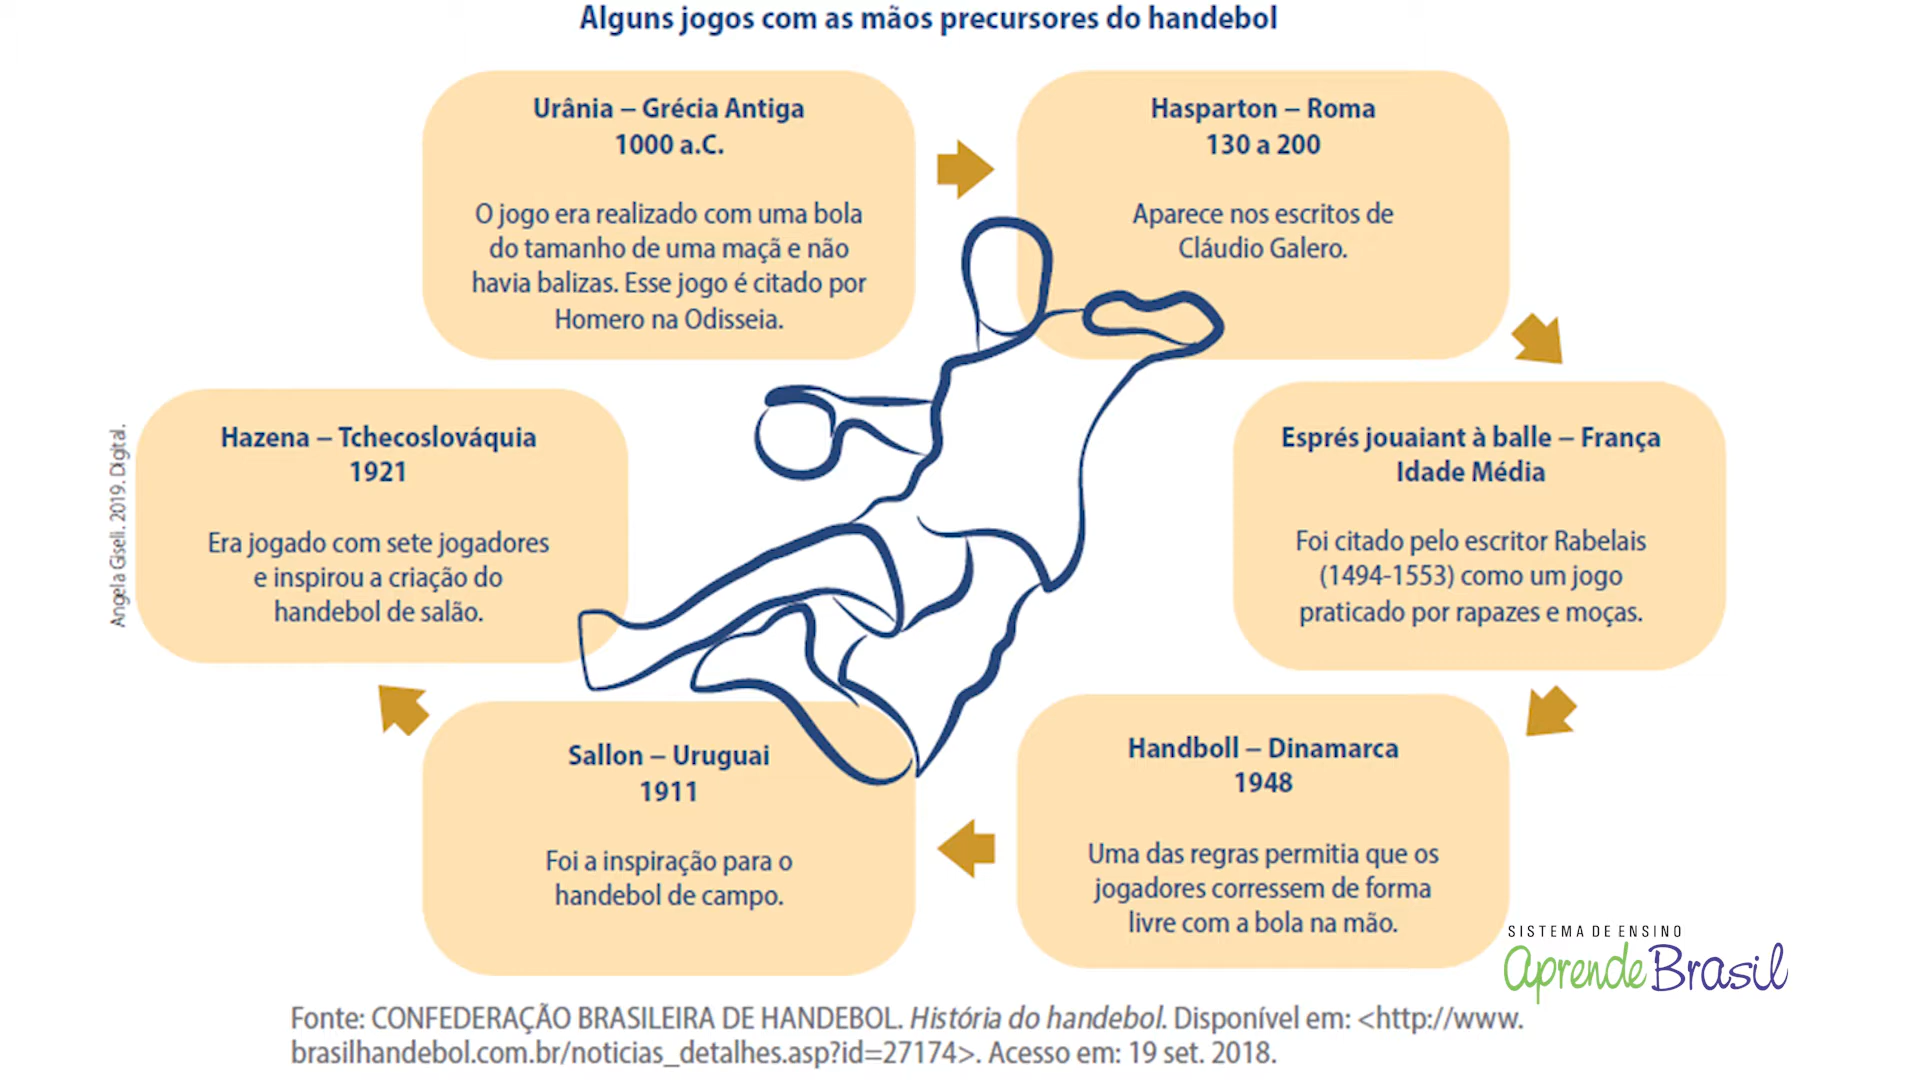 Alguns jogos com as mãos precursores do handebol
Urânia – Grécia Antiga
1000 a.C.
O jogo era realizado com uma bola
do tamanho de uma maçã e não
havia balizas. Esse jogo é citado por
Homero na Odisseia.
Hasparton – Roma
130 a 200
Aparece nos escritos de
Cláudio Galero.
Esprés jouaiant à balle – França
Idade Média
Foi citado pelo escritor Rabelais
(1494-1553) como um jogo
praticado por rapazes e moças.
Handboll – Dinamarca
1948
Uma das regras permitia que os
jogadores corressem de forma
livre com a bola na mão.
Sallon – Uruguai
1911
Foi a inspiração para o
handebol de campo.
Hazena – Tchecoslováquia
1921
Era jogado com sete jogadores
e inspirou a criação do
handebol de salão.
Angela Giseli. 2019. Digital.
SISTEMA DE ENSINO
aprende Brasil
Fonte: CONFEDERAÇÃO BRASILEIRA DE HANDEBOL. História do handebol. Disponível em: <http://www.
brasilhandebol.com.br/noticias_detalhes.asp?id=27174>. Acesso em: 19 set. 2018.